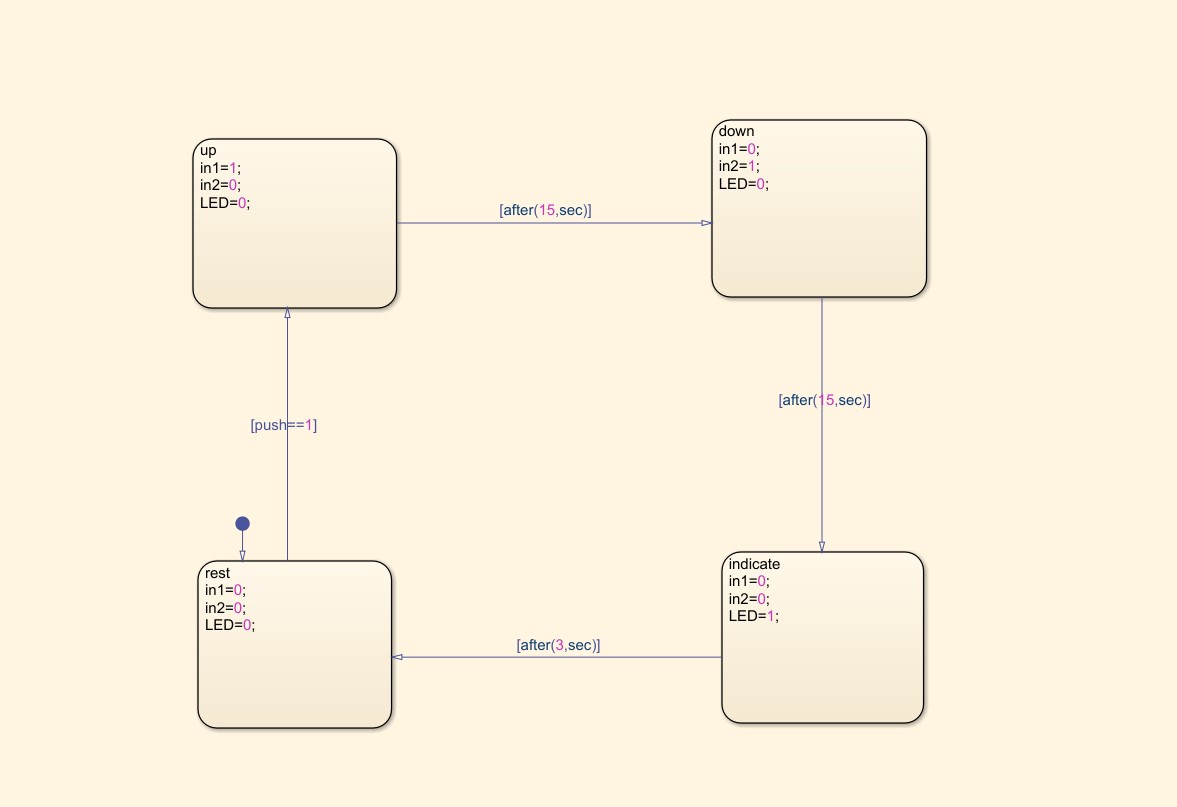 up
in1=1;
in2=0;
LED=0;
[after(15,sec)]
down
in1=0;
in2=1;
LED=0;
[push==1]
[after(15,sec)]
rest
in1=0;
in2=0;
LED=0;
[after(3,sec)]
indicate
in1=0;
in2=0;
LED=1;